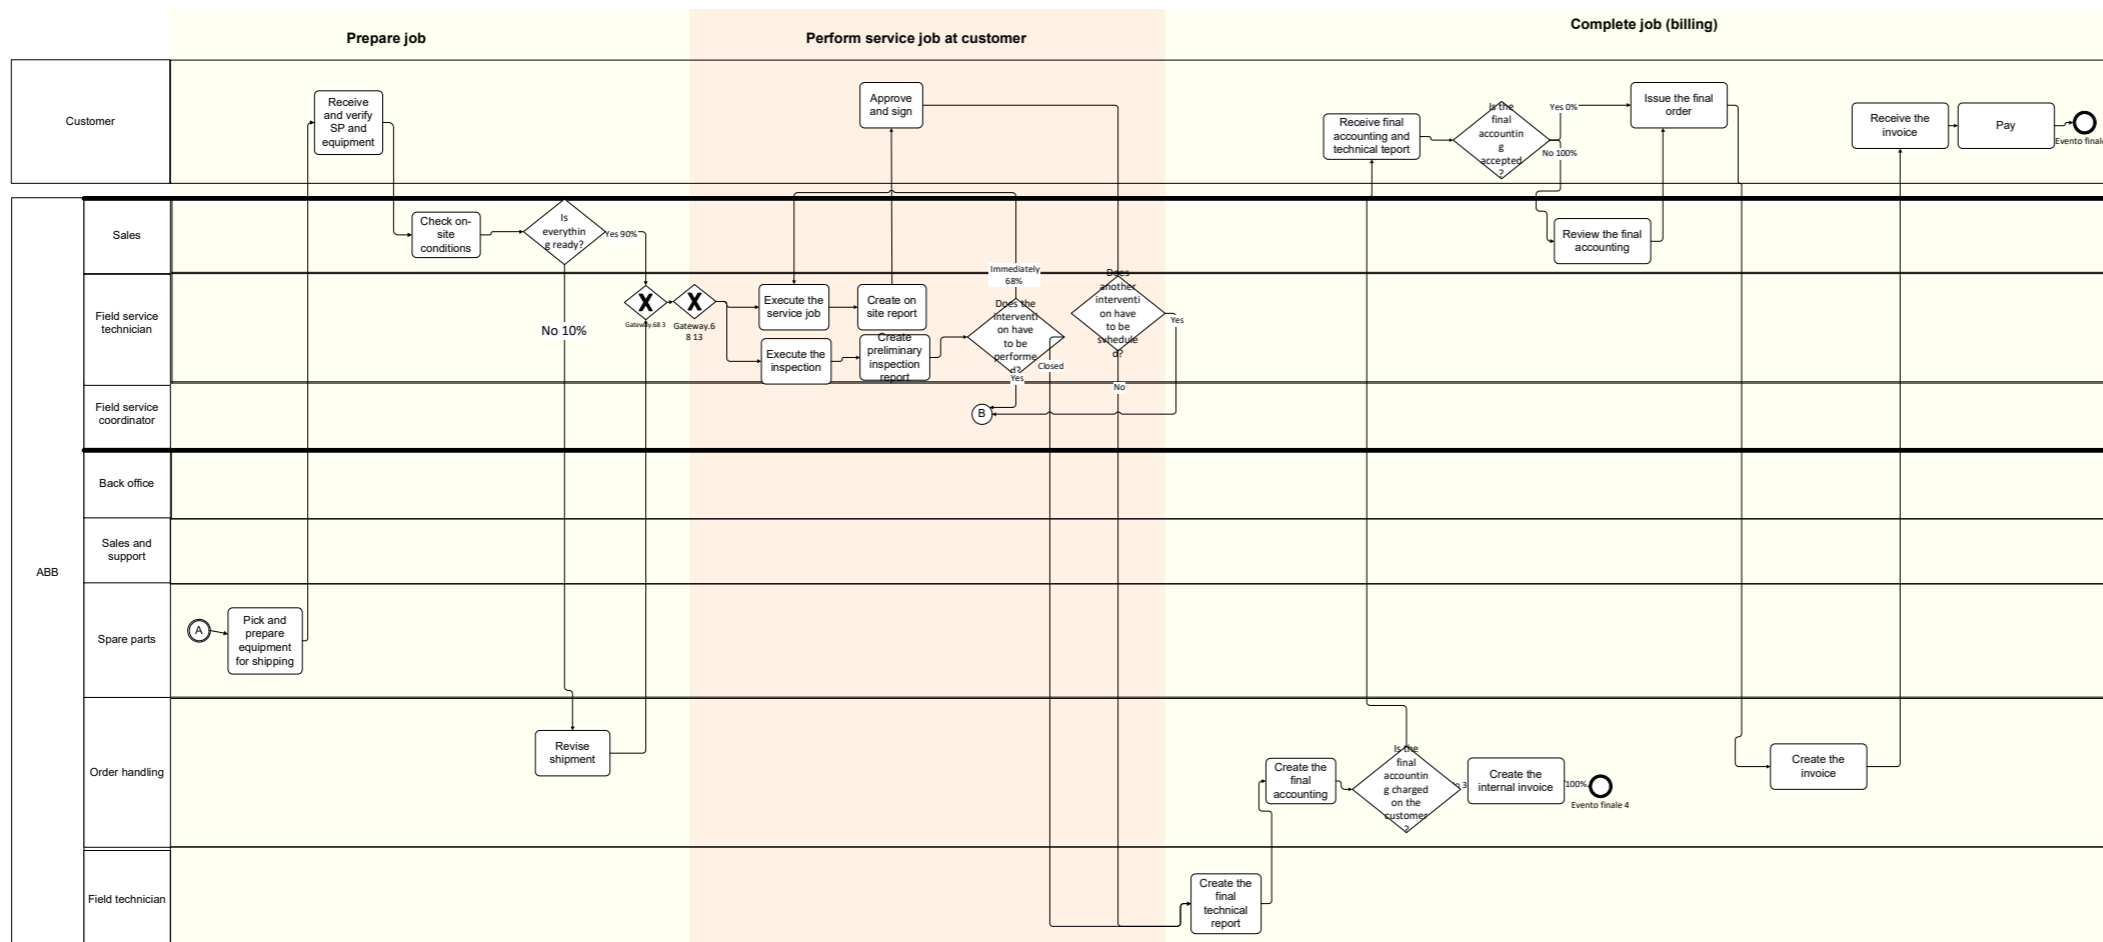 Prepare job
Perform service job at customer
Complete job (billing)
Customer
Receive
and verify
SP and
equipment
Approve
and sign
Receive final
accounting and
technical teport
Is the
final
accountin
g
accepted
?
Yes 0%
No 100%
Issue the final
order
Receive the
invoice
Pay
Evento finale
ABB
Sales
Check on-
site
conditions
Is
everythin
g ready?
Yes 90%
No 10%
Review the final
accounting
Field service
technician
X
Gateway.68 3
X
Gateway.6
8 13
Execute the
service job
Create on
site report
Execute the
inspection
Create
preliminary
inspection
report
Immediately
68%
Does the
interventi
on have
to be
performe
d?
Yes
Closed
Does
another
interventi
on have
to be
svhedule
d?
Yes
No
Field service
coordinator
B
Back office
Sales and
support
Spare parts
A
Pick and
prepare
equipment
for shipping
Order handling
Revise
shipment
Create the
final
accounting
Is the
final
accountin
g charged
on the
customer
?
Create the
internal invoice
100%
Evento finale 4
Create the
invoice
Field technician
Create the
final
technical
report